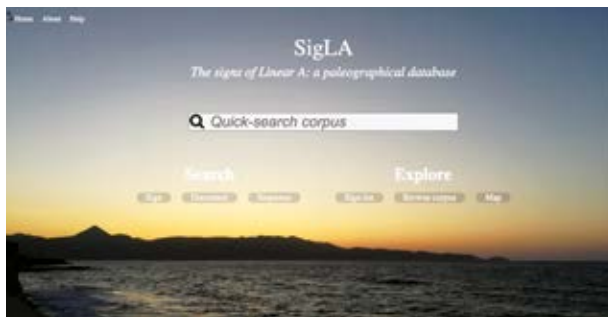 Home About Help
SigLA
The signs of Linear A: a paleographical database
Quick-search corpus
Search Explore
Sign Document Sequence Sign list Browse corpus Map